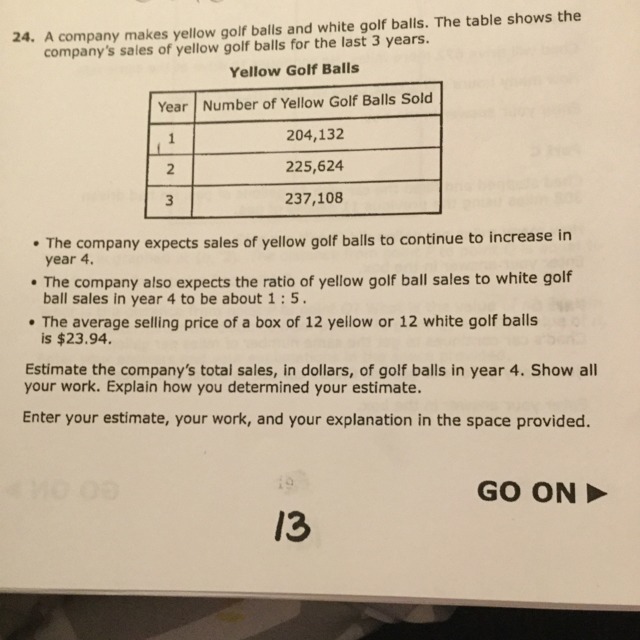 24. A company makes yellow golf balls and white golf balls. The table shows the
company's sales of yellow golf balls for the last 3 years.
Yellow Golf Balls
Year Number of Yellow Golf Balls Sold
1 204,132
2 225,624
3 237,108
• The company expects sales of yellow golf balls to continue to increase in
year 4.
• The company also expects the ratio of yellow golf ball sales to white golf
ball sales in year 4 to be about 1 : 5.
• The average selling price of a box of 12 yellow or 12 white golf balls
is $23.94.
Estimate the company's total sales, in dollars, of golf balls in year 4. Show all
your work. Explain how you determined your estimate.
Enter your estimate, your work, and your explanation in the space provided.
19
GO ON
13